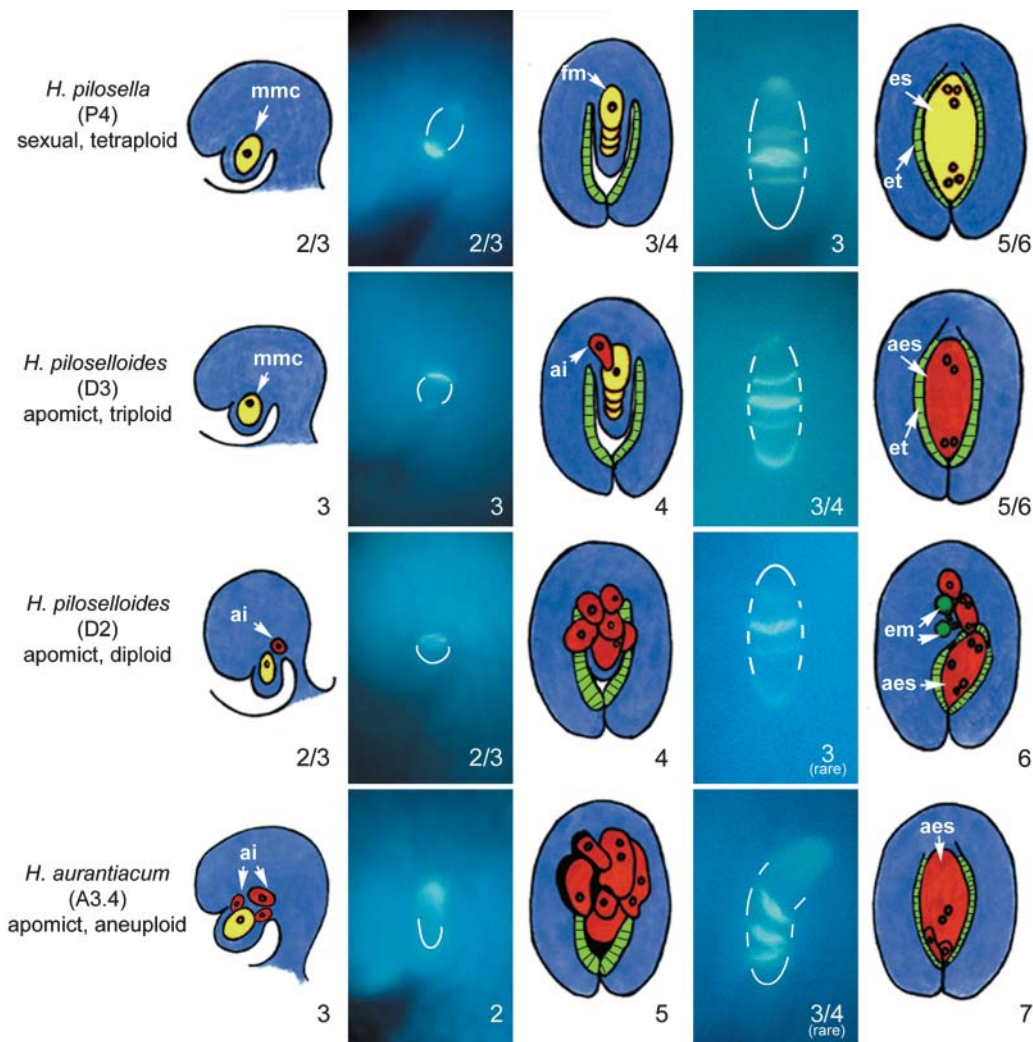 H. pilosella
(P4)
sexual, tetraploid
mmc
2/3
2/3
fm
3/4
3
es
et
5/6
H. piloselloides
(D3)
apomict, triploid
mmc
3
3
ai
4
3/4
aes
et
5/6
H. piloselloides
(D2)
apomict, diploid
ai
2/3
2/3
4
3
(rare)
em
aes
6
H. aurantiacum
(A3.4)
apomict, aneuploid
ai
3
2
5
3/4
(rare)
aes
7